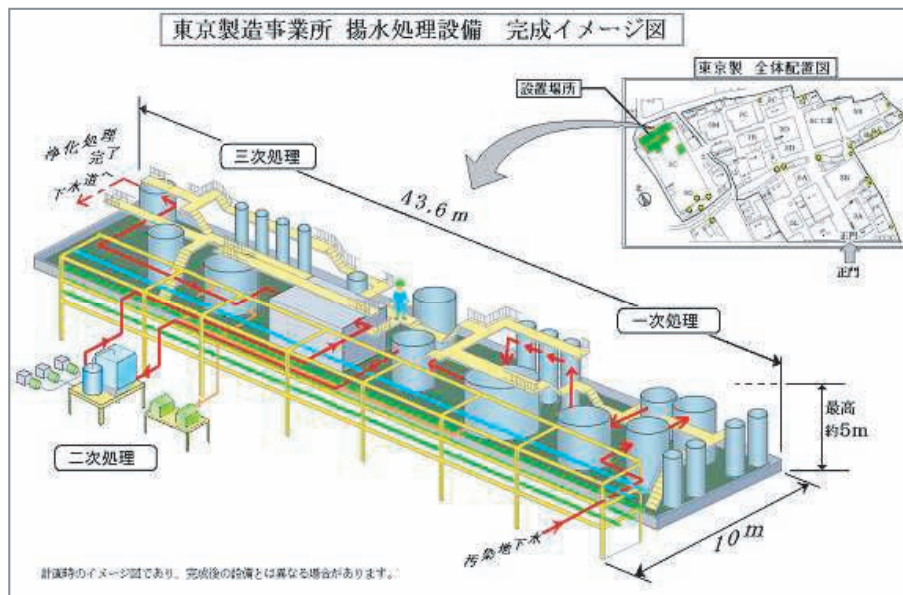 東京製造事業所 揚水処理設備 完成イメージ図
東京製 全体配置図
設置場所
正門
正門
浄化処理
完了
下水道へ
三次処理
43.6m
一次処理
最高
約5m
二次処理
10m
汚染地下水
計画時のイメージ図であり、完成後の設備とは異なる場合があります。